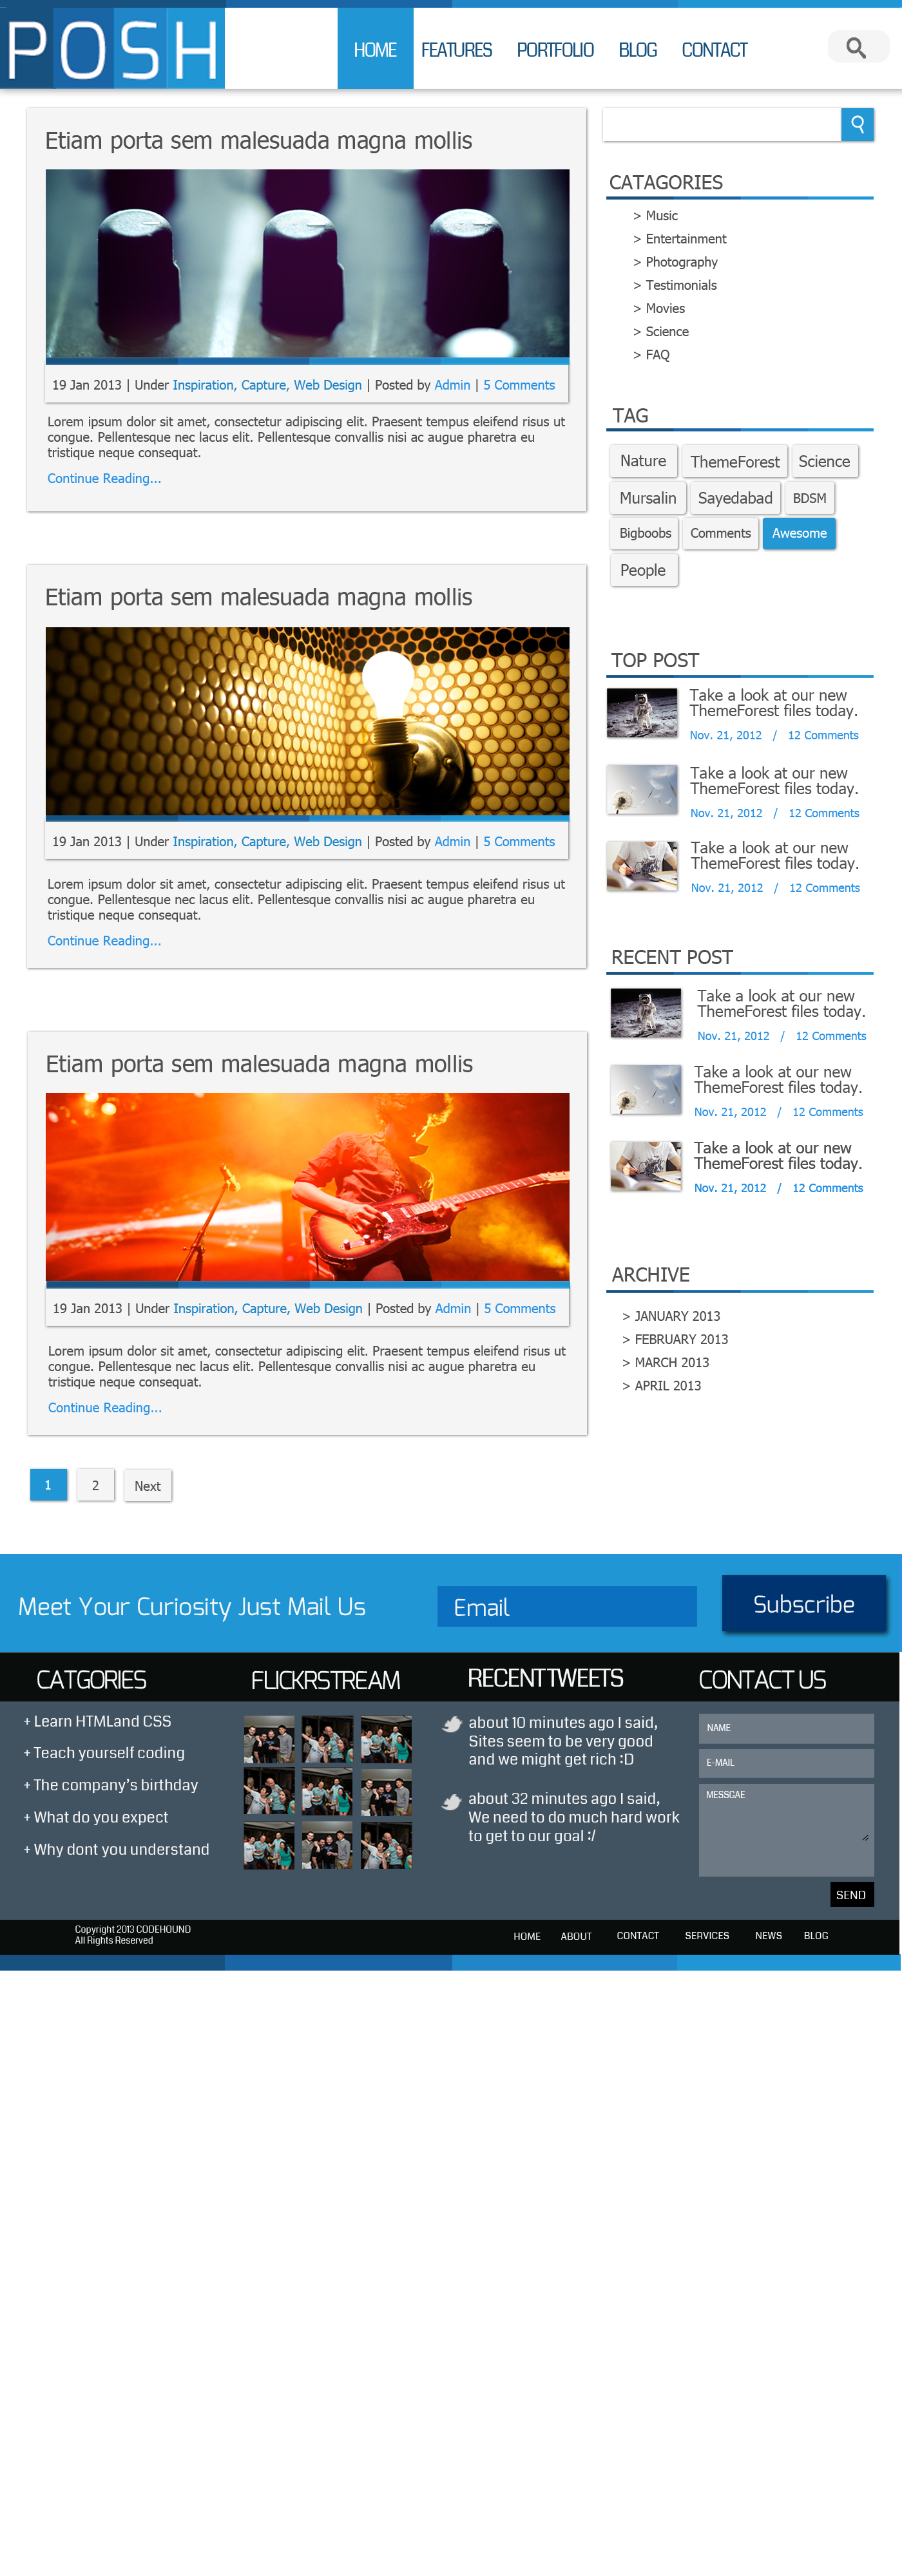 POSH
HOME FEATURES PORTFOLIO BLOG CONTACT
Etiam porta sem malesuada magna mollis
19 Jan 2013 | Under Inspiration, Capture, Web Design | Posted by Admin | 5 Comments
Lorem ipsum dolor sit amet, consectetur adipiscing elit. Praesent tempus eleifend risus ut
congue. Pellentesque nec lacus elit. Pellentesque convallis nisi ac augue pharetra eu
tristique neque consequat.
Continue Reading...
Etiam porta sem malesuada magna mollis
19 Jan 2013 | Under Inspiration, Capture, Web Design | Posted by Admin | 5 Comments
Lorem ipsum dolor sit amet, consectetur adipiscing elit. Praesent tempus eleifend risus ut
congue. Pellentesque nec lacus elit. Pellentesque convallis nisi ac augue pharetra eu
tristique neque consequat.
Continue Reading...
Etiam porta sem malesuada magna mollis
19 Jan 2013 | Under Inspiration, Capture, Web Design | Posted by Admin | 5 Comments
Lorem ipsum dolor sit amet, consectetur adipiscing elit. Praesent tempus eleifend risus ut
congue. Pellentesque nec lacus elit. Pellentesque convallis nisi ac augue pharetra eu
tristique neque consequat.
Continue Reading...
1 2 Next
CATAGORIES
> Music
> Entertainment
> Photography
> Testimonials
> Movies
> Science
> FAQ
TAG
Nature ThemeForest Science
Mursalin Sayedabad BDSM
Bigboobs Comments Awesome
People
TOP POST
Take a look at our new
ThemeForest files today.
Nov. 21, 2012 / 12 Comments
Take a look at our new
ThemeForest files today.
Nov. 21, 2012 / 12 Comments
Take a look at our new
ThemeForest files today.
Nov. 21, 2012 / 12 Comments
RECENT POST
Take a look at our new
ThemeForest files today.
Nov. 21, 2012 / 12 Comments
Take a look at our new
ThemeForest files today.
Nov. 21, 2012 / 12 Comments
Take a look at our new
ThemeForest files today.
Nov. 21, 2012 / 12 Comments
ARCHIVE
> JANUARY 2013
> FEBRUARY 2013
> MARCH 2013
> APRIL 2013
Meet Your Curiosity Just Mail Us Email Subscribe
CATGORIES
+ Learn HTMLand CSS
+ Teach yourself coding
+ The company's birthday
+ What do you expect
+ Why dont you understand
FLICKRSTREAM
RECENTTWEETS
about 10 minutes ago I said,
Sites seem to be very good
and we might get rich :D
about 32 minutes ago I said,
We need to do much hard work
to get to our goal :/
CONTACT US
NAME
E-MAIL
MESSGAE
SEND
Copyright 2013 CODEHOUND
All Rights Reserved
HOME ABOUT CONTACT SERVICES NEWS BLOG